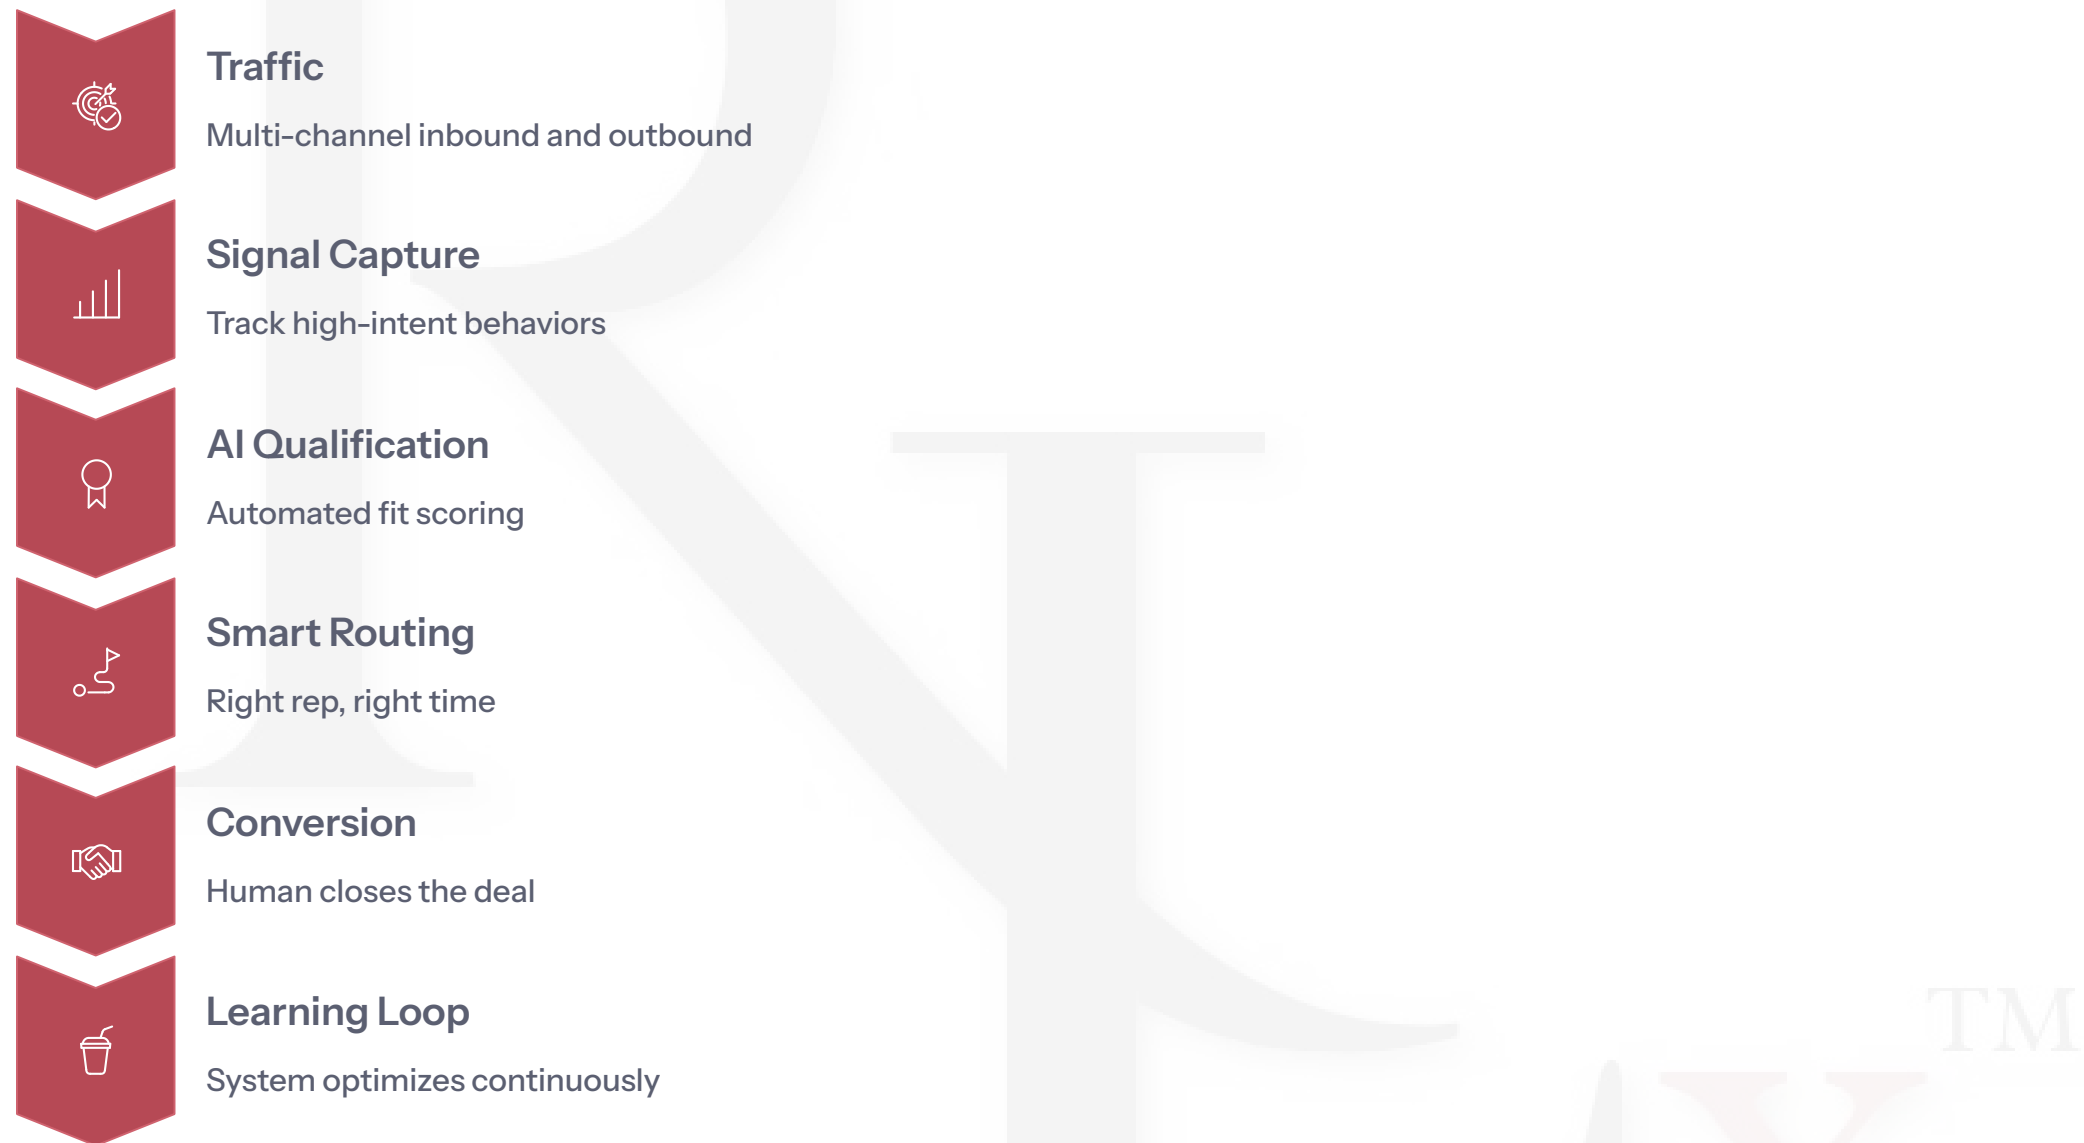 Traffic
Multi-channel inbound and outbound
Signal Capture
Track high-intent behaviors
AI Qualification
Automated fit scoring
Smart Routing
Right rep, right time
Conversion
Human closes the deal
Learning Loop
System optimizes continuously
TM